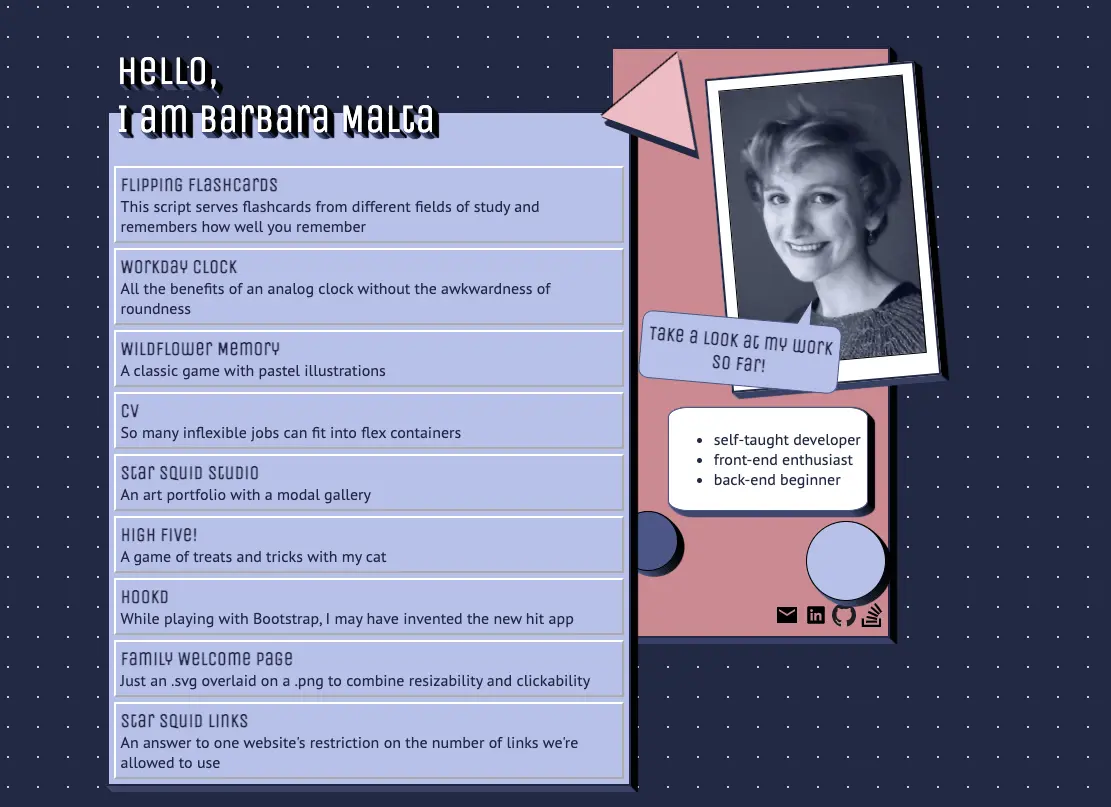 Hello,
I am Barbara Malta
Flipping Flashcards
This script serves flashcards from different fields of study and
remembers how well you remember
Workday Clock
All the benefits of an analog clock without the awkwardness of
roundness
Wildflower Memory
A classic game with pastel illustrations
CV
So many inflexible jobs can fit into flex containers
Star Squid Studio
An art portfolio with a modal gallery
High Five!
A game of treats and tricks with my cat
Hookd
While playing with Bootstrap, I may have invented the new hit app
Family Welcome Page
Just an .svg overlaid on a .png to combine resizability and clickability
Star Squid Links
An answer to one website's restriction on the number of links we're
allowed to use
Take a look at my work
so far!
• self-taught developer
• front-end enthusiast
• back-end beginner
in